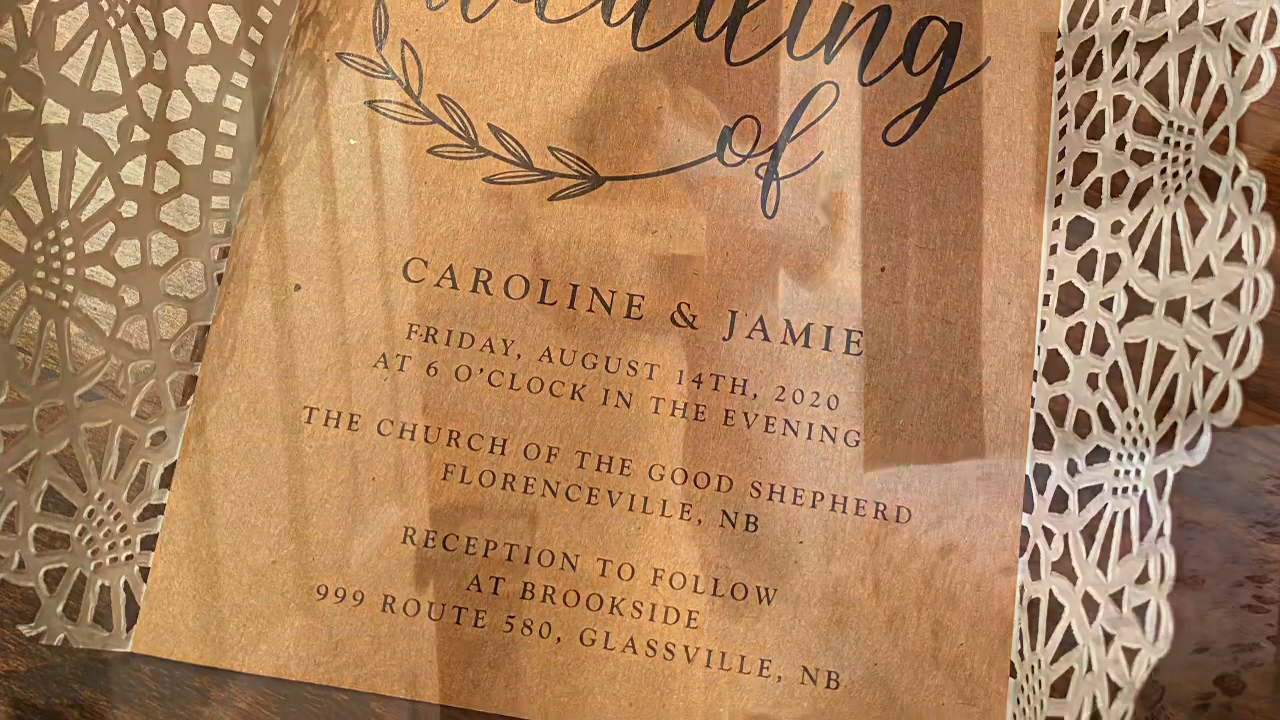 wedding
of
CAROLINE & JAMIE
FRIDAY, AUGUST 14TH, 2020
AT 6 O'CLOCK IN THE EVENING
THE CHURCH OF THE GOOD SHEPHERD
FLORENCEVILLE, NB
RECEPTION TO FOLLOW
AT BROOKSIDE
999 ROUTE 580, GLASSVILLE, NB